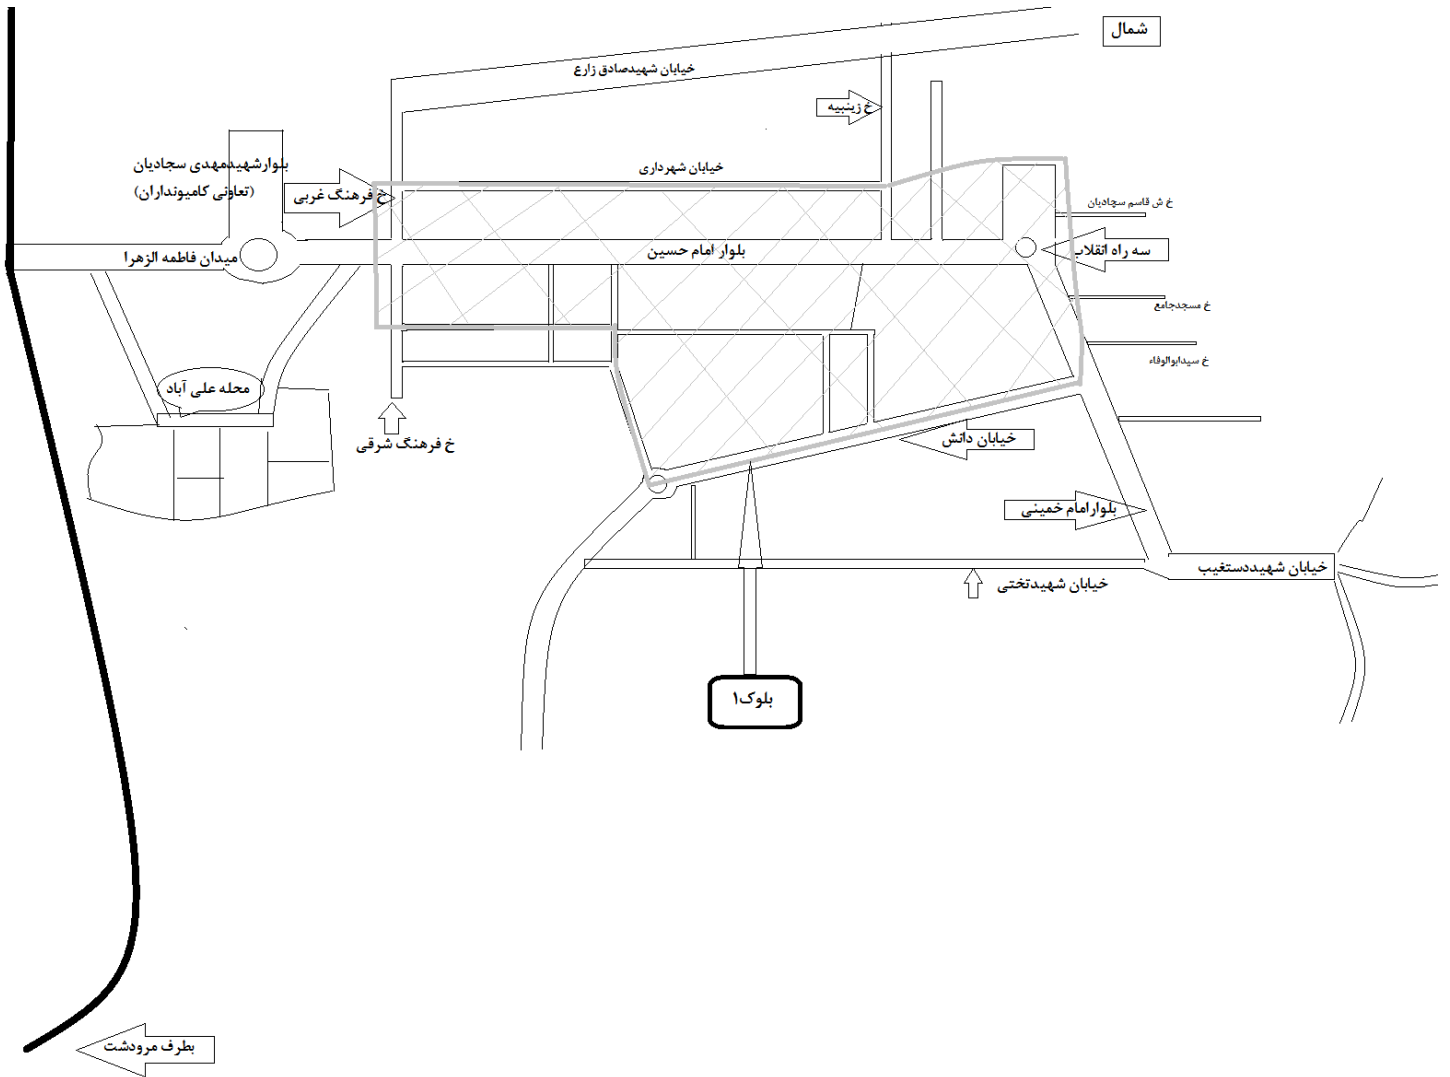 شمال
خیابان شهیدصادق زارع
خ زینبیه
بلوارشهیدمهدی سجادیان
(تعاونی کامیونداران)
خیابان شهرداری
خ فرهنگ غربی
خ ش قاسم سجادیان
میدان فاطمه الزهرا
بلوار امام حسین
سه راه انقلاب
خ مسجدجامع
خ سیدابوالوفاء
محله علی آباد
خ فرهنگ شرقی
خیابان دانش
بلوارامام خمینی
خیابان شهیددستغیب
خیابان شهیدتختی
بلوک۱
بطرف مرودشت